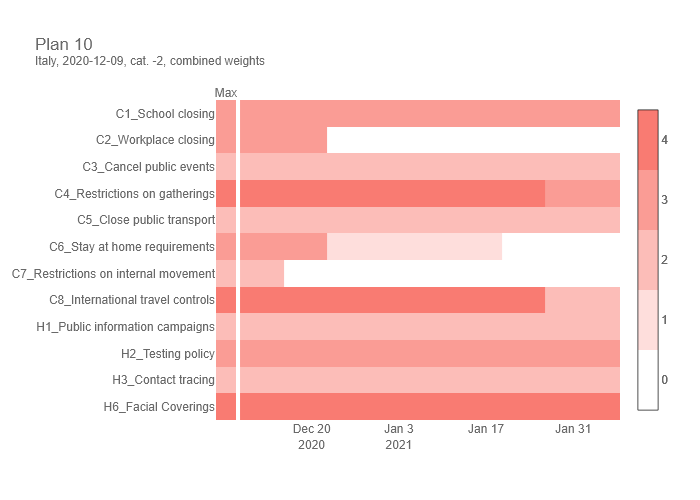 Plan 10
Italy, 2020-12-09, cat. -2, combined weights
Max
C1_School closing
C2_Workplace closing
C3_Cancel public events
C4_Restrictions on gatherings
C5_Close public transport
C6_Stay at home requirements
C7_Restrictions on internal movement
C8_International travel controls
H1_Public information campaigns
H2_Testing policy
H3_Contact tracing
H6_Facial Coverings
4
3
2
1
0
Dec 20 Jan 3 Jan 17 Jan 31
2020 2021